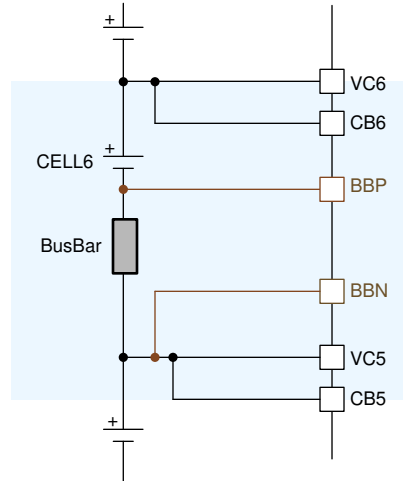 +
VC6
CB6
+
CELL6
BBP
BusBar
BBN
VC5
CB5
+